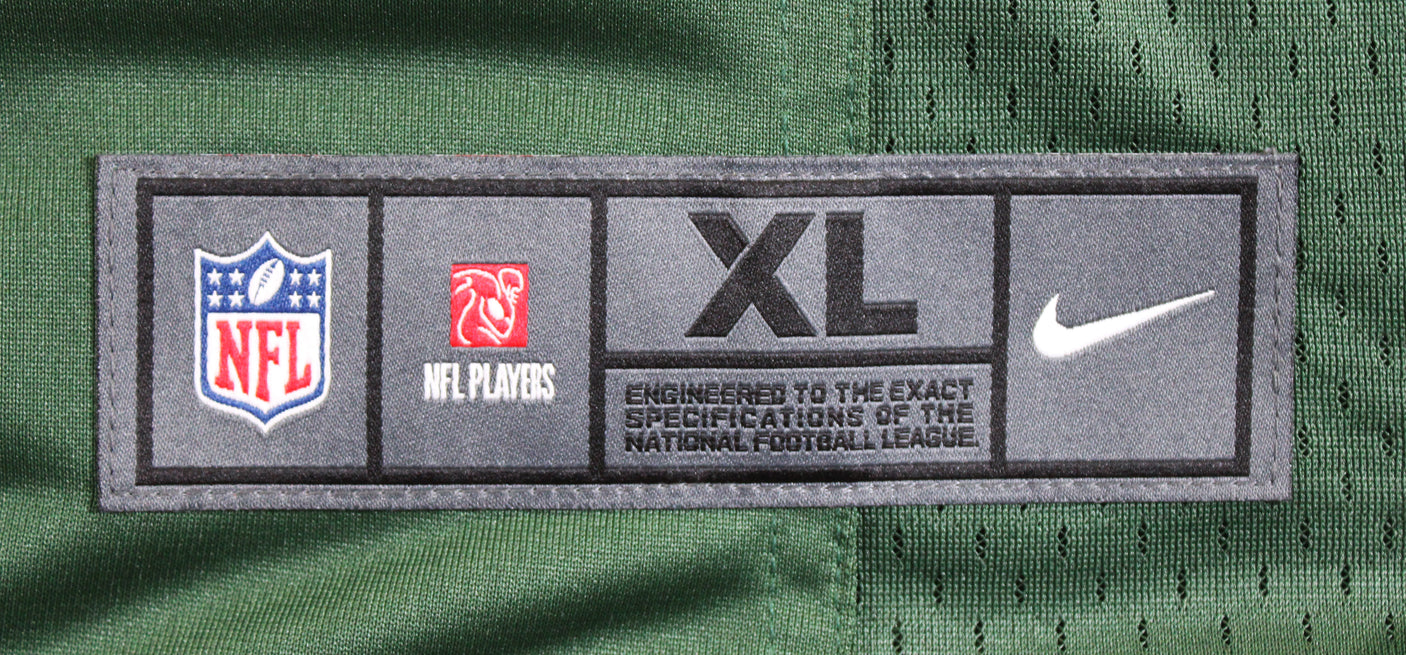 NFL
NFL PLAYERS
XL
ENGINEERED TO THE EXACT
SPECIFICATIONS OF THE
NATIONAL FOOTBALL LEAGUE.